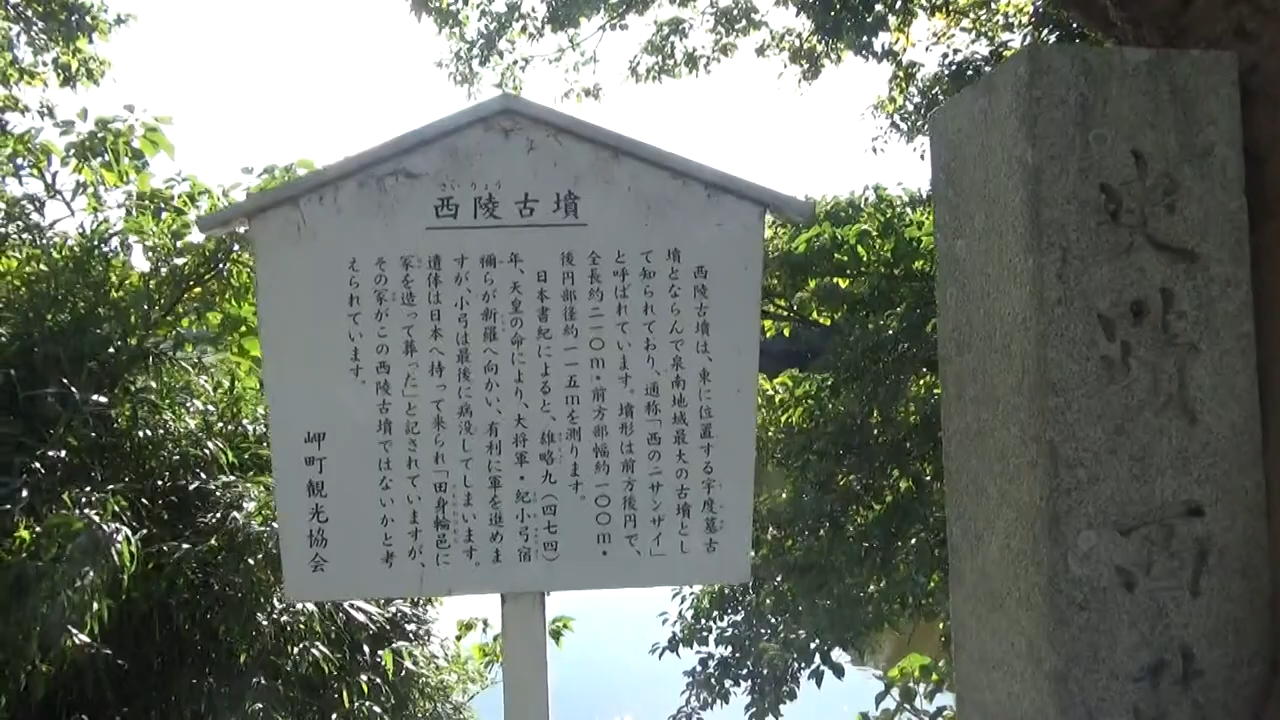 さいりょう
西陵古墳
西陵古墳は、東に位置する宇度墓古
墳とならんで泉南地域最大の古墳とし
て知られており、通称「西のニサンザイ」
と呼ばれています。墳形は前方後円で、
全長約二一〇m・前方部幅約一〇〇m・
後円部径約一一五mを測ります。
日本書紀によると、雄略九（四七四）
年、天皇の命により、大将軍・紀小弓宿
禰らが新羅へ向かい、有利に軍を進めま
すが、小弓は最後に病没してしまいます。
遺体は日本へ持って来られ「田身輪邑に
冢を造って葬った」と記されていますが、
その冢がこの西陵古墳ではないかと考
えられています。
岬町観光協会
史蹟西